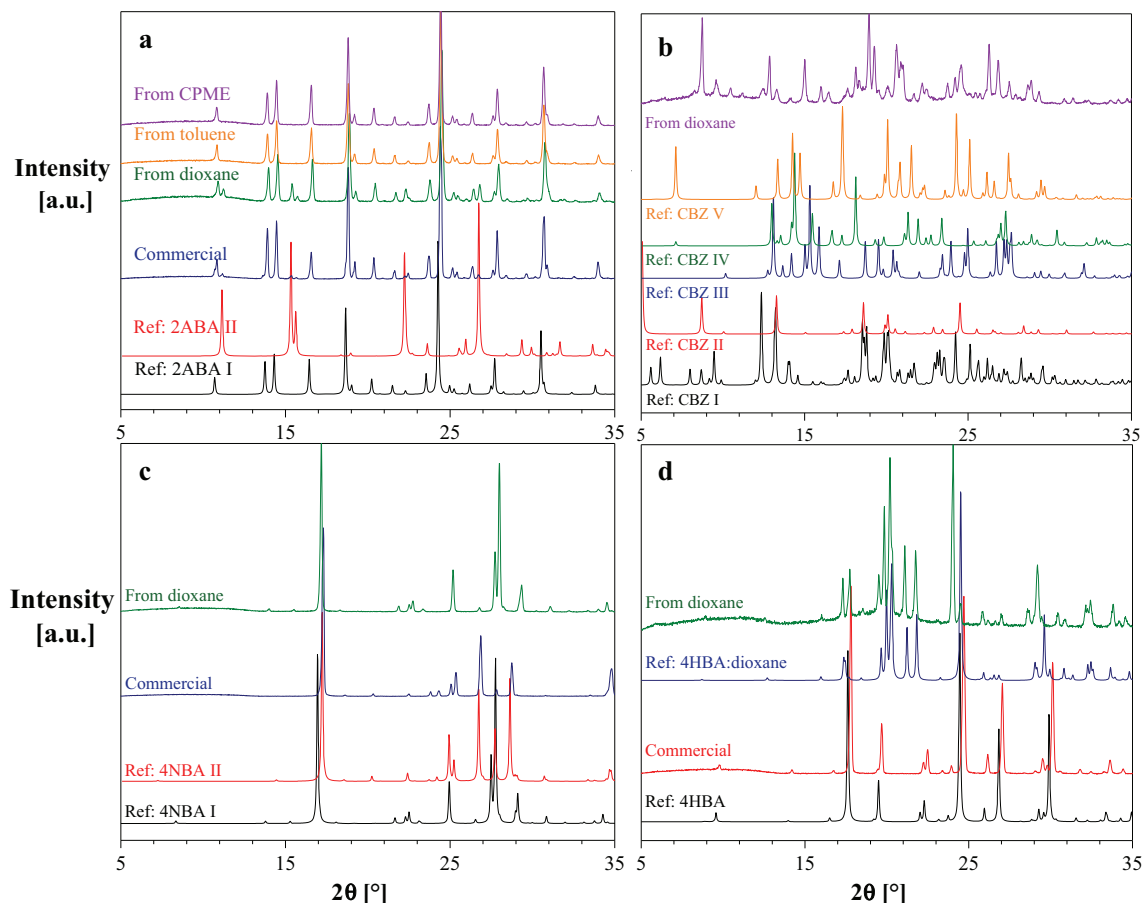 a
From CPME
From toluene
From dioxane
Commercial
Ref: 2ABA II
Ref: 2ABA I
Intensity
[a.u.]
5 15 25 35
b
From dioxane
Ref: CBZ V
Ref: CBZ IV
Ref: CBZ III
Ref: CBZ II
Ref: CBZ I
5 15 25 35
c
From dioxane
Commercial
Ref: 4NBA II
Ref: 4NBA I
Intensity
[a.u.]
5 15 25 35
2θ [°]
d
From dioxane
Ref: 4HBA:dioxane
Commercial
Ref: 4HBA
5 15 25 35
2θ [°]